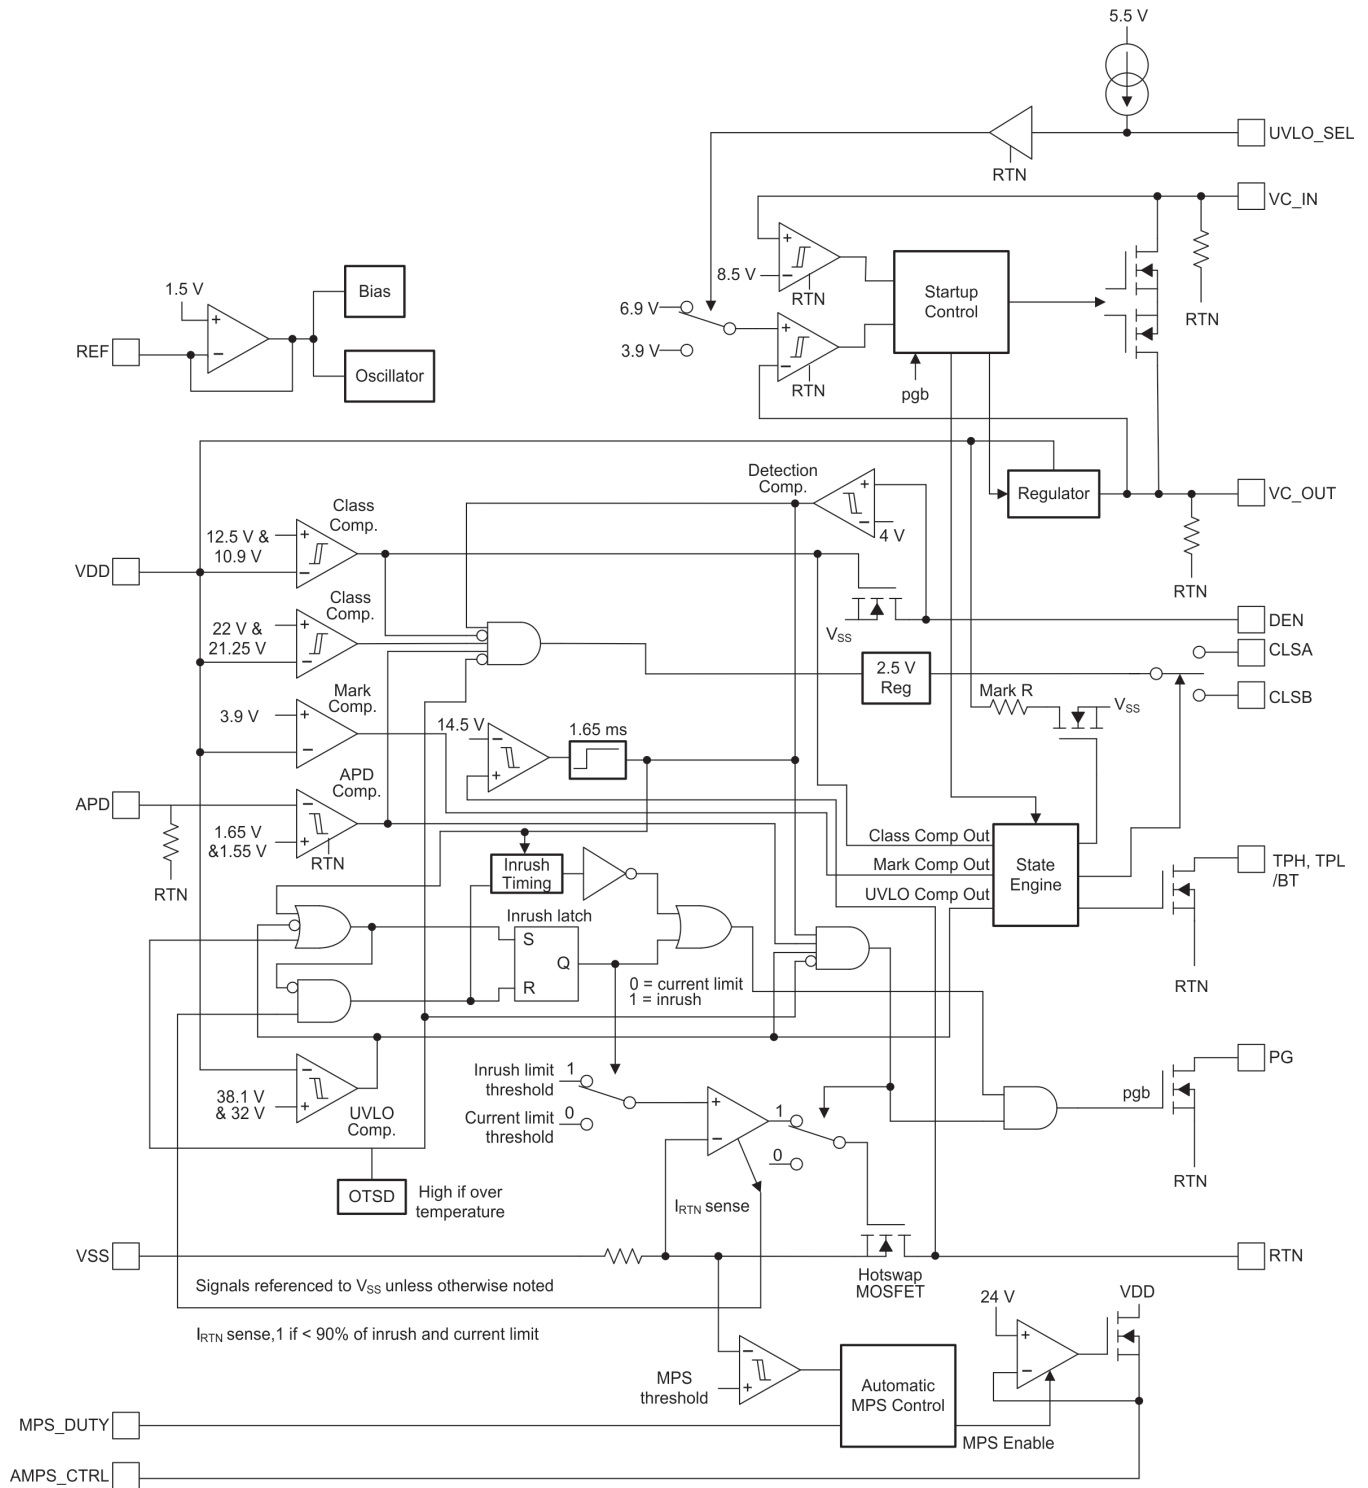 5.5 V
UVLO_SEL
RTN
VC_IN
8.5 V
RTN
Startup
Control
RTN
1.5 V
Bias
REF
Oscillator
6.9 V
3.9 V
RTN
pgb
Detection
Comp.
4 V
Regulator
VC_OUT
RTN
Class
Comp.
12.5 V &
10.9 V
VDD
Class
Comp.
22 V &
21.25 V
VSS
DEN
CLSA
2.5 V
Reg
CLSB
Mark R
VSS
Mark
Comp.
3.9 V
14.5 V
1.65 ms
APD
APD
Comp.
1.65 V
&1.55 V
RTN
RTN
Class Comp Out
Mark Comp Out
UVLO Comp Out
State
Engine
TPH, TPL
/BT
RTN
Inrush
Timing
Inrush latch
S
Q
R
0 = current limit
1 = inrush
38.1 V
& 32 V
UVLO
Comp.
Inrush limit
threshold
1
Current limit
threshold
0
1
0
pgb
PG
RTN
OTSD
High if over
temperature
IRTN sense
VSS
Hotswap
MOSFET
RTN
Signals referenced to VSS unless otherwise noted
IRTN sense,1 if < 90% of inrush and current limit
24 V
VDD
MPS
threshold
Automatic
MPS Control
MPS Enable
MPS_DUTY
AMPS_CTRL